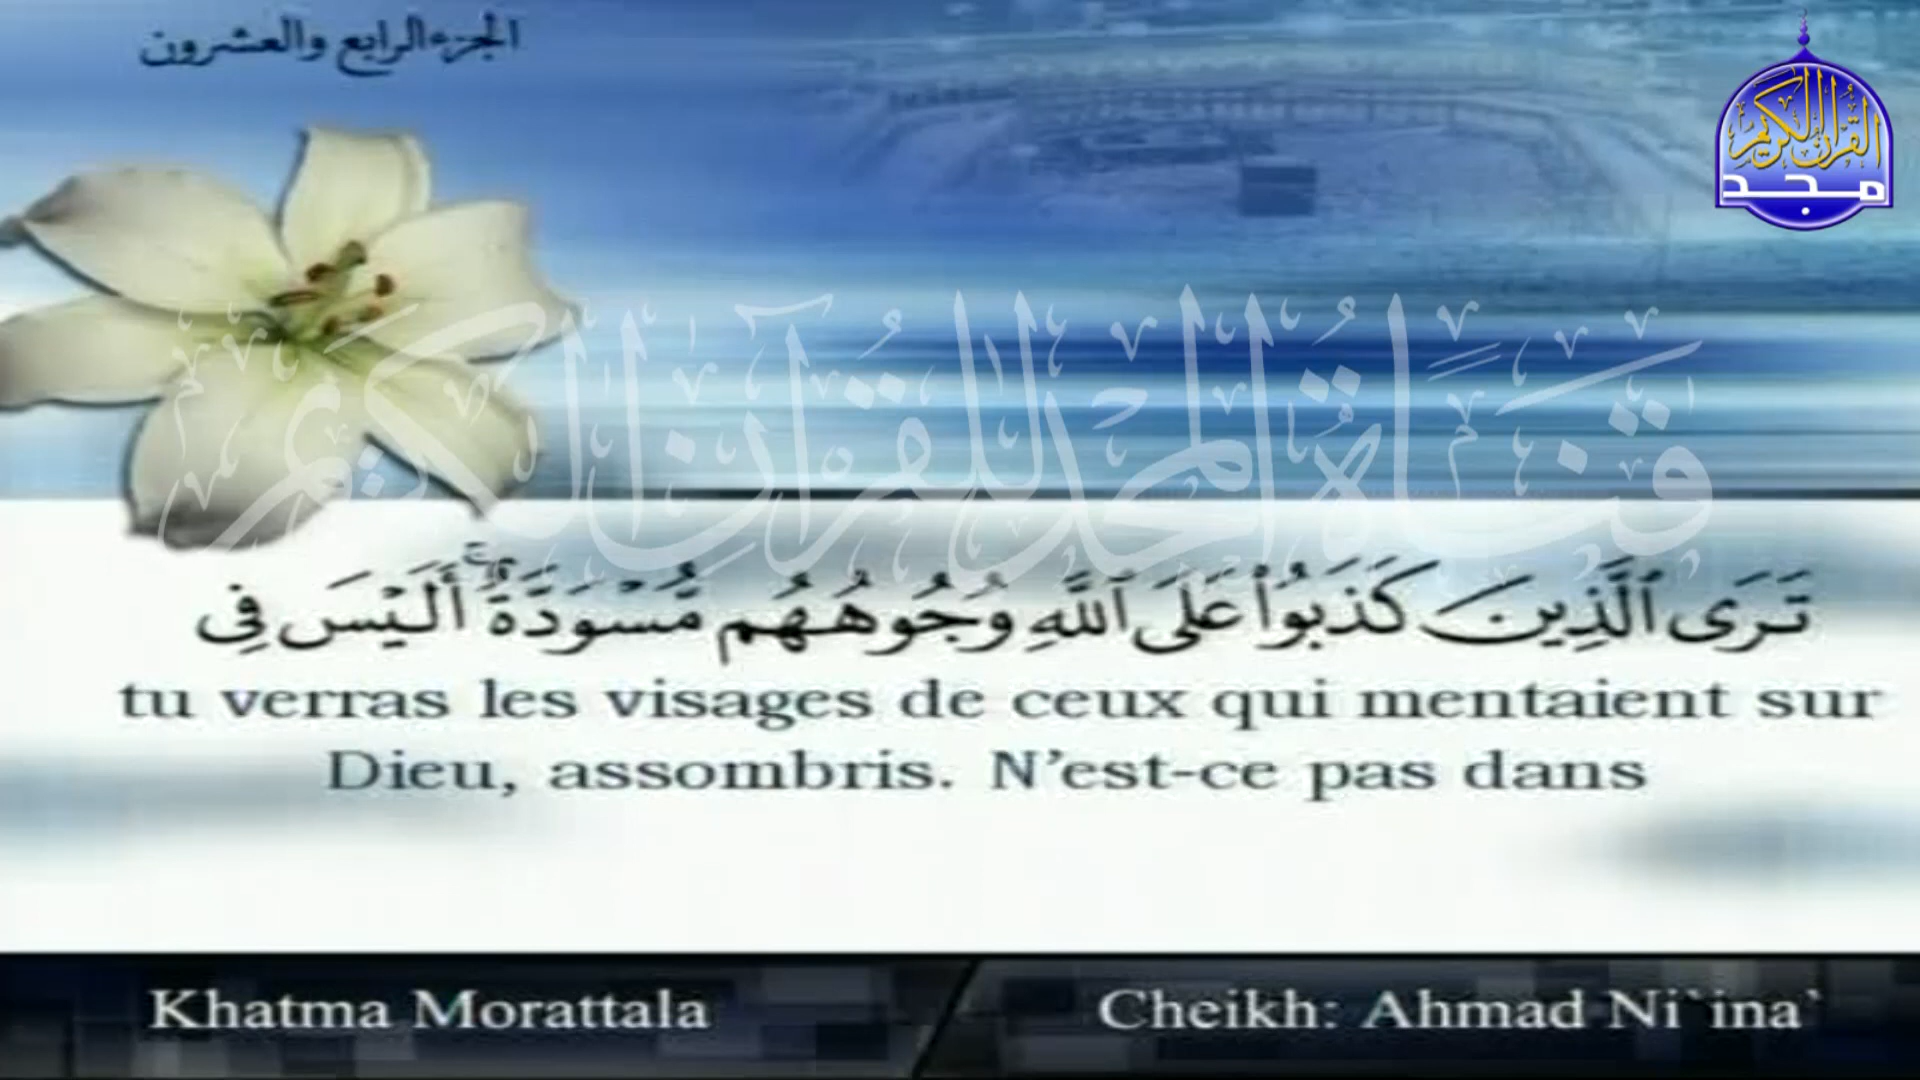 الجزء الرابع والعشرون
القرآن الكريم
مجد
قناة المجد للقرآن الكريم
تَرَى ٱلَّذِينَ كَذَبُوا۟ عَلَى ٱللَّهِ وُجُوهُهُم مُّسْوَدَّةٌ ۚ أَلَيْسَ فِى
tu verras les visages de ceux qui mentaient sur
Dieu, assombris. N’est-ce pas dans
Khatma Morattala
Cheikh: Ahmad Ni`ina`